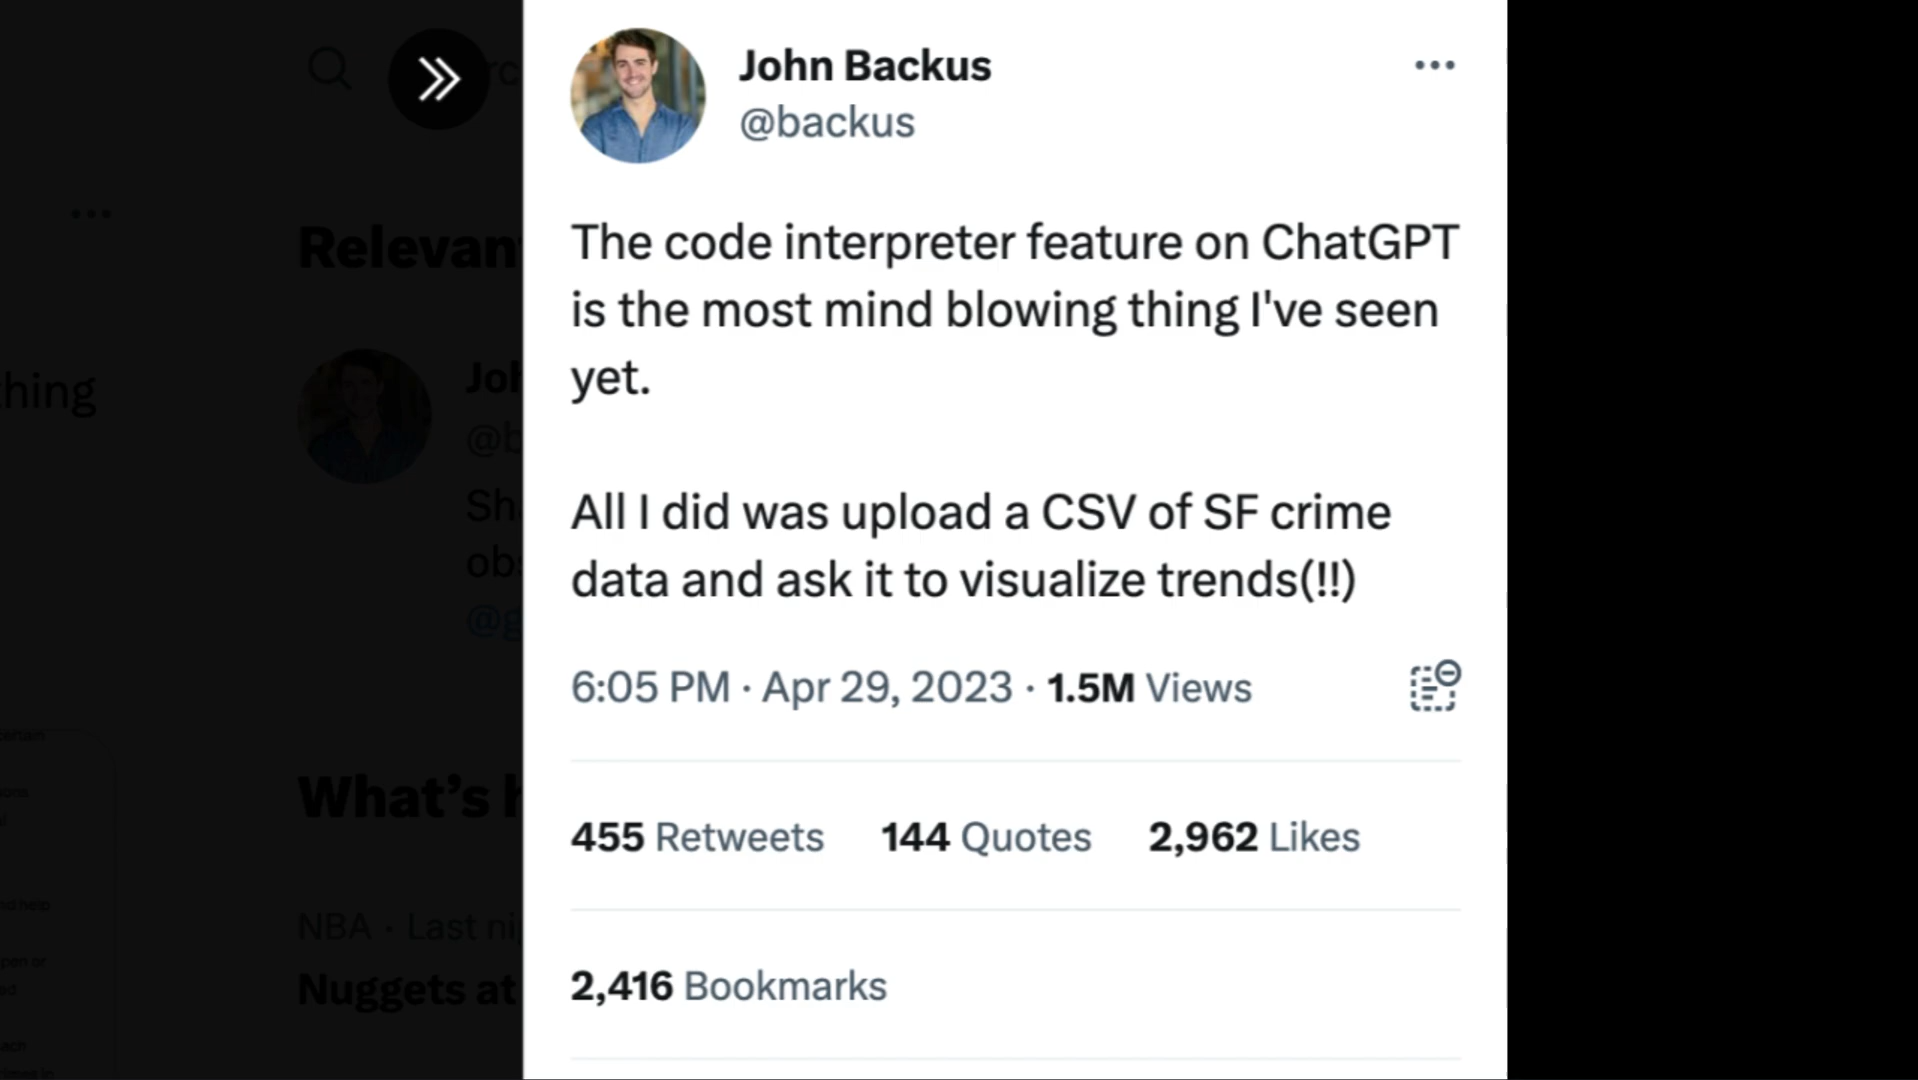 John Backus
@backus
The code interpreter feature on ChatGPT
is the most mind blowing thing I've seen
yet.
All I did was upload a CSV of SF crime
data and ask it to visualize trends(!!)
6:05 PM · Apr 29, 2023 · 1.5M Views
455 Retweets 144 Quotes 2,962 Likes
2,416 Bookmarks
Relevan
hing
What's h
NBA · Last ni
Nuggets at